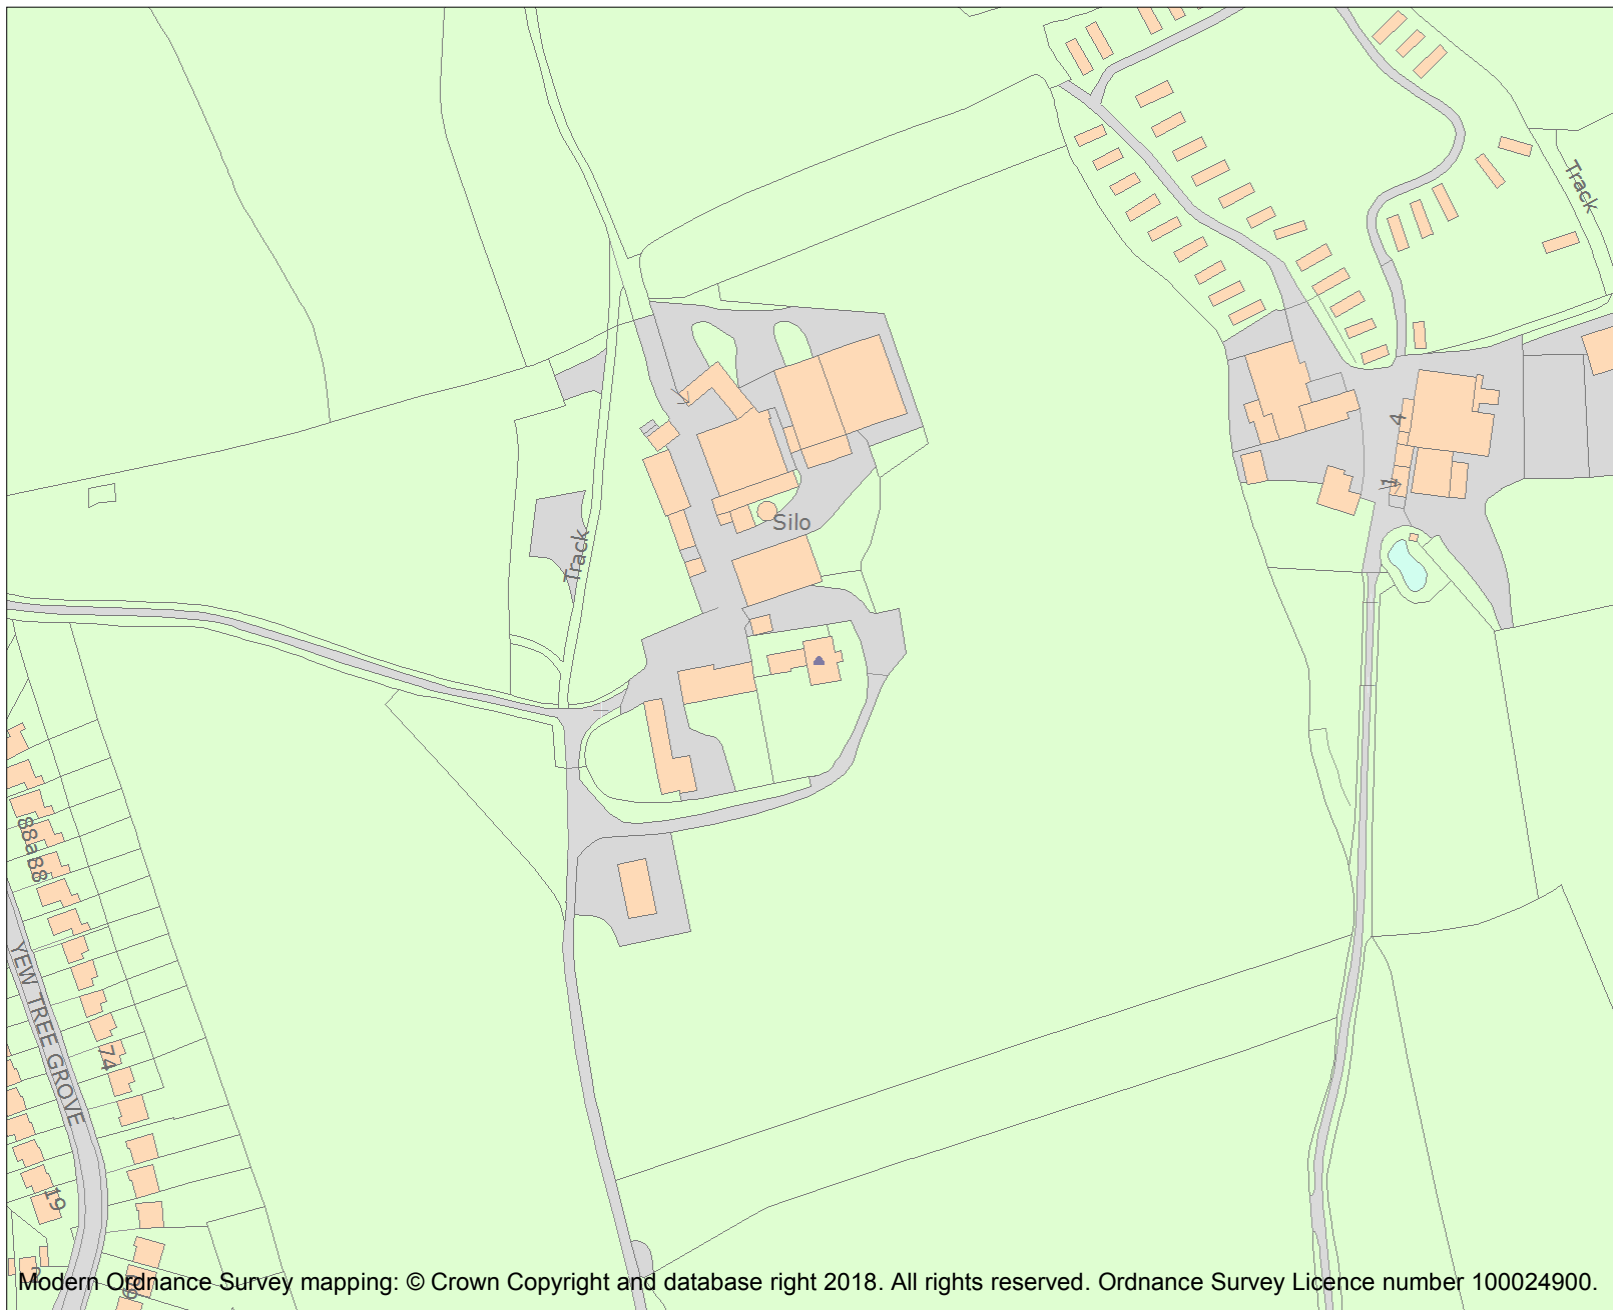 Track
4
1
Silo
Track
88a
88
YEW TREE GROVE
74
19
Modern Ordnance Survey mapping: © Crown Copyright and database right 2018. All rights reserved. Ordnance Survey Licence number 100024900.